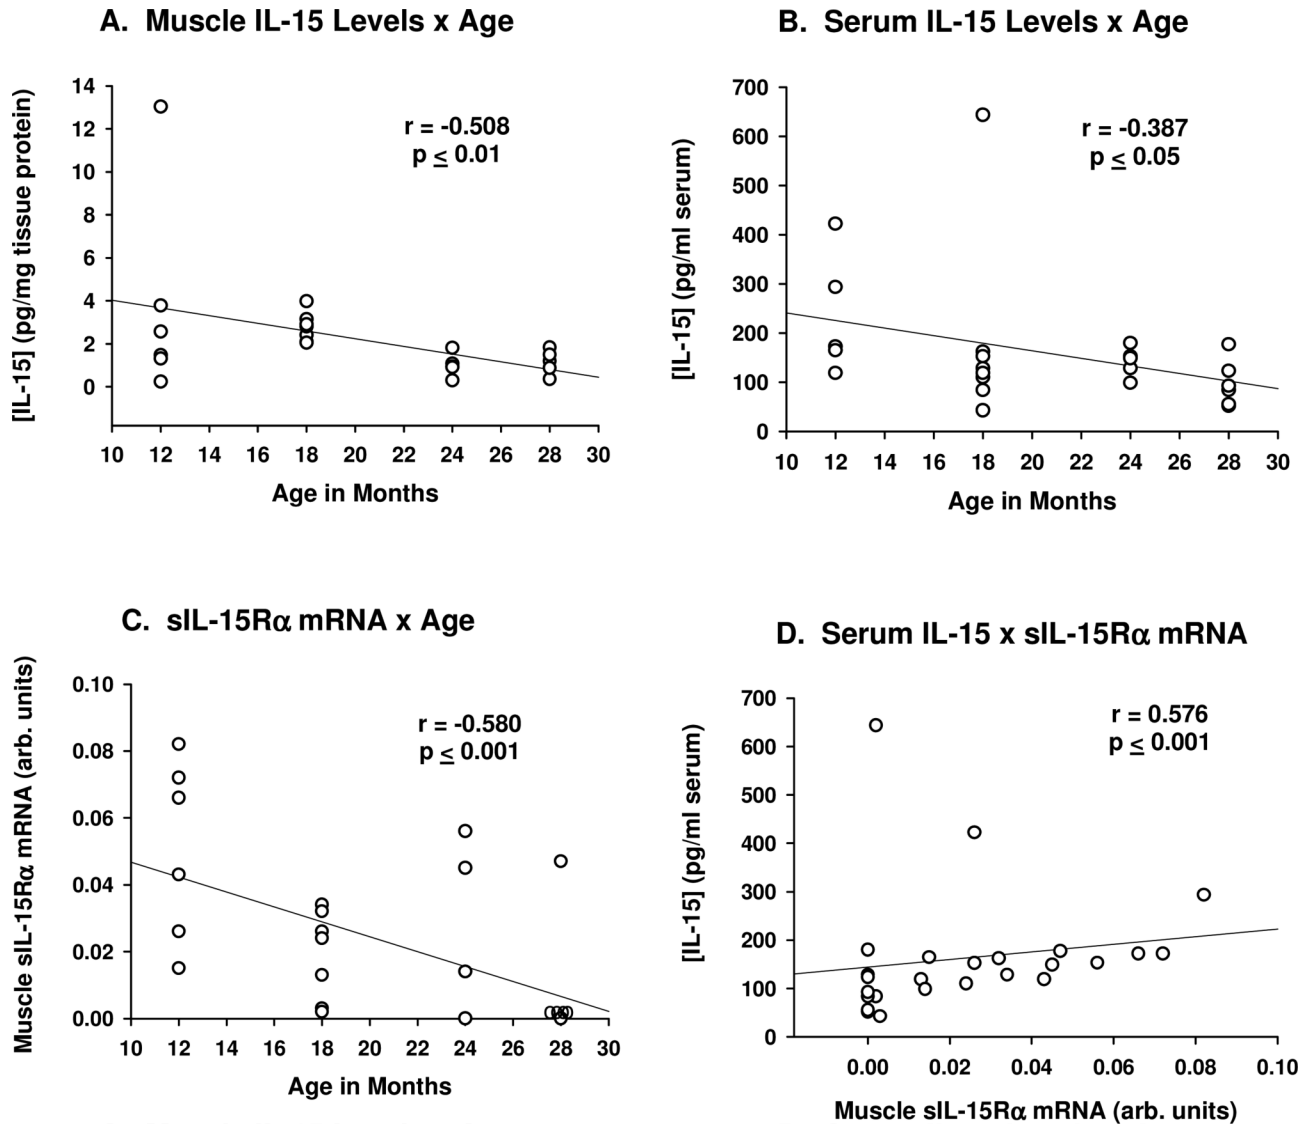 A. Muscle IL-15 Levels x Age
[IL-15] (pg/mg tissue protein)
14
12
10
8
6
4
2
0
r = -0.508
p ≤ 0.01
10 12 14 16 18 20 22 24 26 28 30
Age in Months
B. Serum IL-15 Levels x Age
[IL-15] (pg/ml serum)
700
600
500
400
300
200
100
0
r = -0.387
p ≤ 0.05
10 12 14 16 18 20 22 24 26 28 30
Age in Months
C. sIL-15Rα mRNA x Age
Muscle sIL-15Rα mRNA (arb. units)
0.10
0.08
0.06
0.04
0.02
0.00
r = -0.580
p ≤ 0.001
10 12 14 16 18 20 22 24 26 28 30
Age in Months
D. Serum IL-15 x sIL-15Rα mRNA
[IL-15] (pg/ml serum)
700
600
500
400
300
200
100
0
r = 0.576
p ≤ 0.001
0.00 0.02 0.04 0.06 0.08 0.10
Muscle sIL-15Rα mRNA (arb. units)